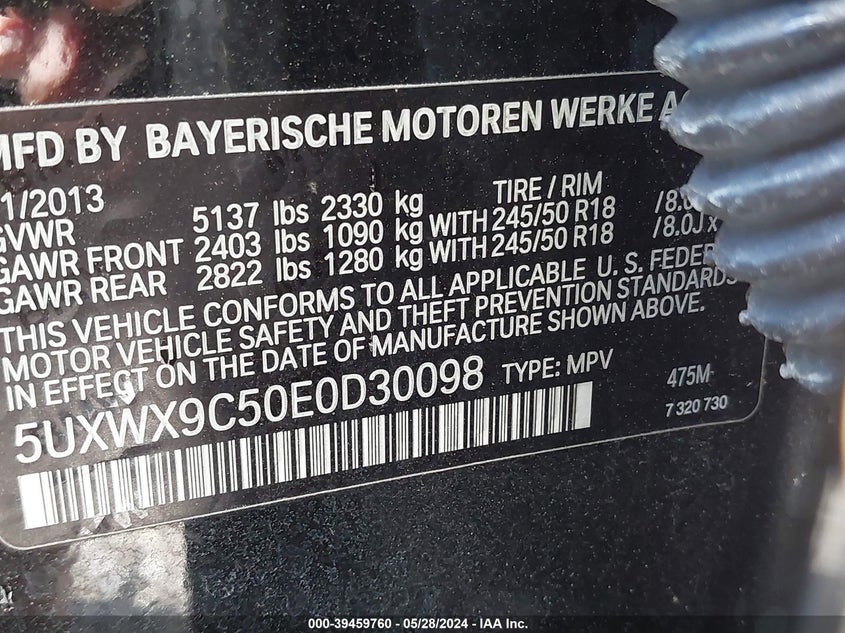 MFD BY BAYERISCHE MOTOREN WERKE A
1/2013
TIRE / RIM
GVWR 5137 lbs 2330 kg
GAWR FRONT 2403 lbs 1090 kg WITH 245/50 R18 /8.0
GAWR REAR 2822 lbs 1280 kg WITH 245/50 R18 /8.0J x
THIS VEHICLE CONFORMS TO ALL APPLICABLE U. S. FEDER
MOTOR VEHICLE SAFETY AND THEFT PREVENTION STANDARDS
IN EFFECT ON THE DATE OF MANUFACTURE SHOWN ABOVE.
5UXWX9C50E0D30098 TYPE: MPV 475M
7 320 730
000-39459760 - 05/28/2024 - IAA Inc.